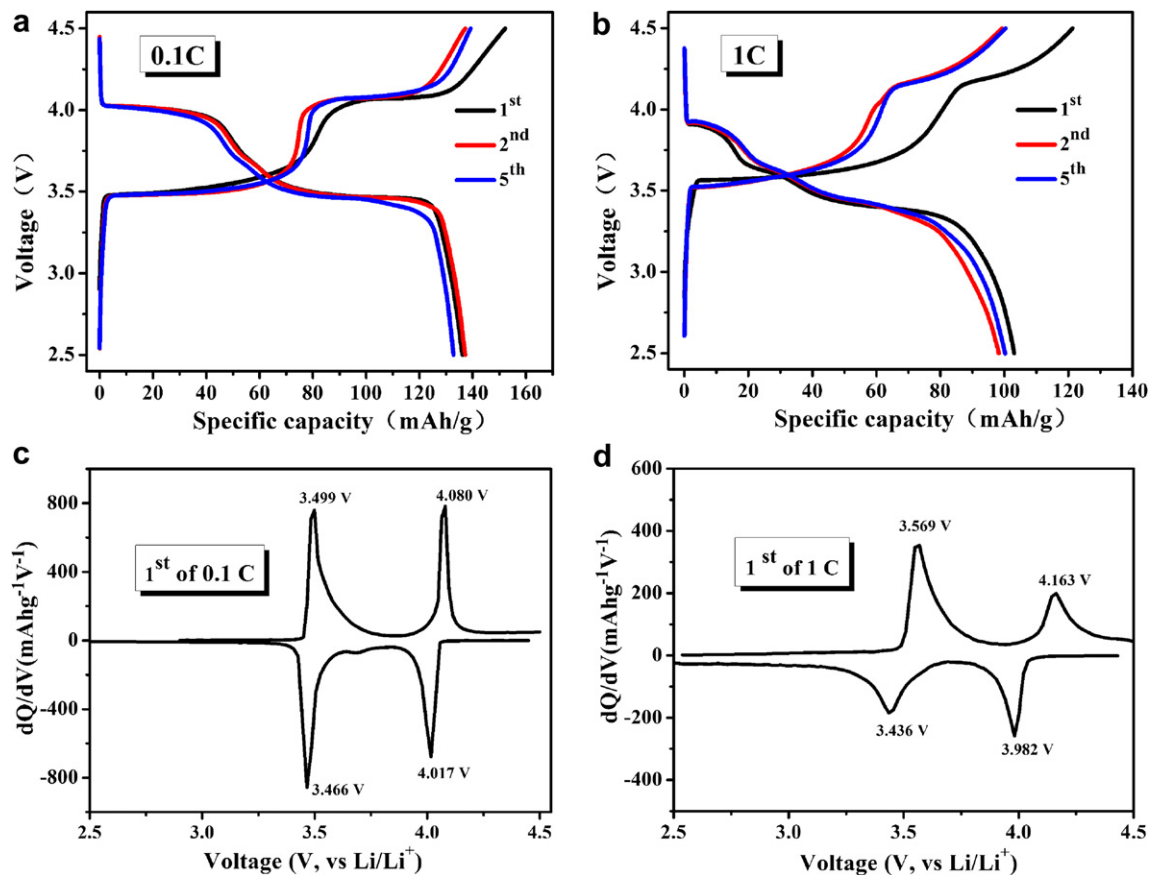 a
0.1C
4.5
4.0
3.5
3.0
2.5
Voltage（V）
1st
2nd
5th
0 20 40 60 80 100 120 140 160
Specific capacity（mAh/g）
b
1C
4.5
4.0
3.5
3.0
2.5
Voltage（V）
1st
2nd
5th
0 20 40 60 80 100 120 140
Specific capacity（mAh/g）
c
800
400
0
-400
-800
dQ/dV(mAhg-1V-1)
3.499 V
4.080 V
1st of 0.1 C
3.466 V
4.017 V
2.5 3.0 3.5 4.0 4.5
Voltage (V, vs Li/Li+)
d
600
400
200
0
-200
-400
dQ/dV(mAhg-1V-1)
3.569 V
4.163 V
1st of 1 C
3.436 V
3.982 V
2.5 3.0 3.5 4.0 4.5
Voltage (V, vs Li/Li+)